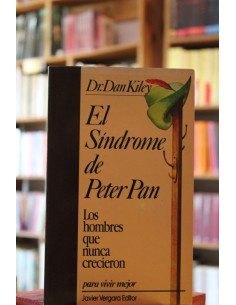 Dr. Dan Kiley
El
Síndrome
de
Peter Pan
Los
hombres
que
nunca
crecieron
para vivir mejor
Javier Vergara Editor